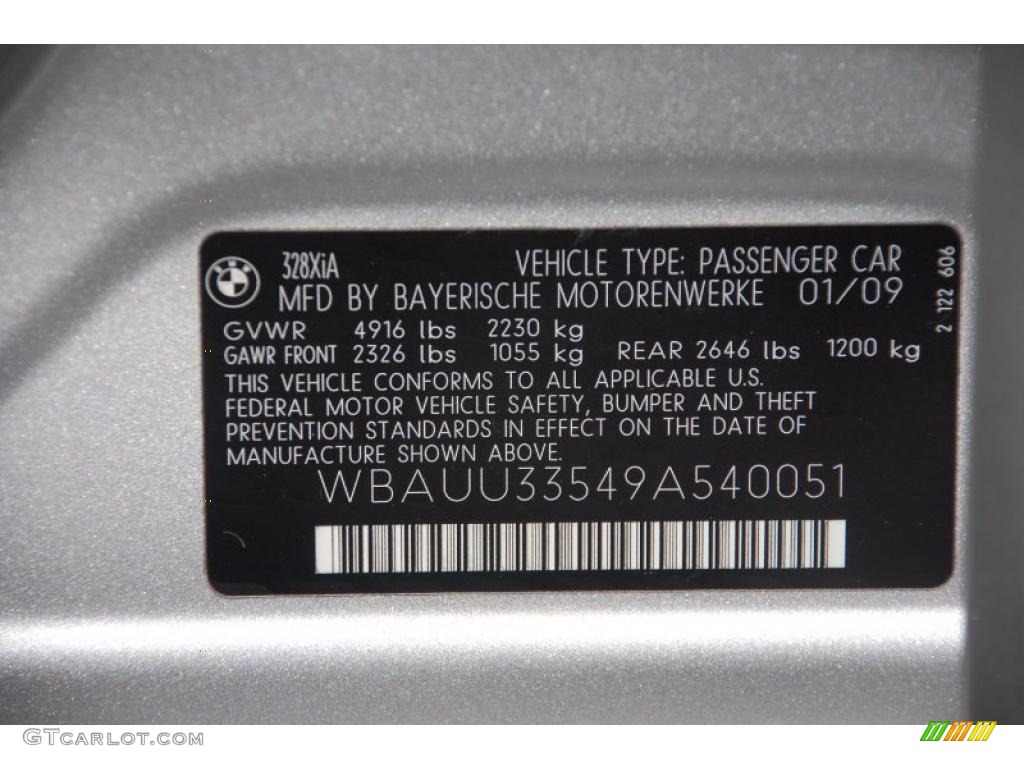 328XiA VEHICLE TYPE: PASSENGER CAR
MFD BY BAYERISCHE MOTORENWERKE 01/09
GVWR 4916 lbs 2230 kg
GAWR FRONT 2326 lbs 1055 kg REAR 2646 lbs 1200 kg
THIS VEHICLE CONFORMS TO ALL APPLICABLE U.S.
FEDERAL MOTOR VEHICLE SAFETY, BUMPER AND THEFT
PREVENTION STANDARDS IN EFFECT ON THE DATE OF
MANUFACTURE SHOWN ABOVE.
WBAUU33549A540051
2 122 606
GTCARLOT.COM